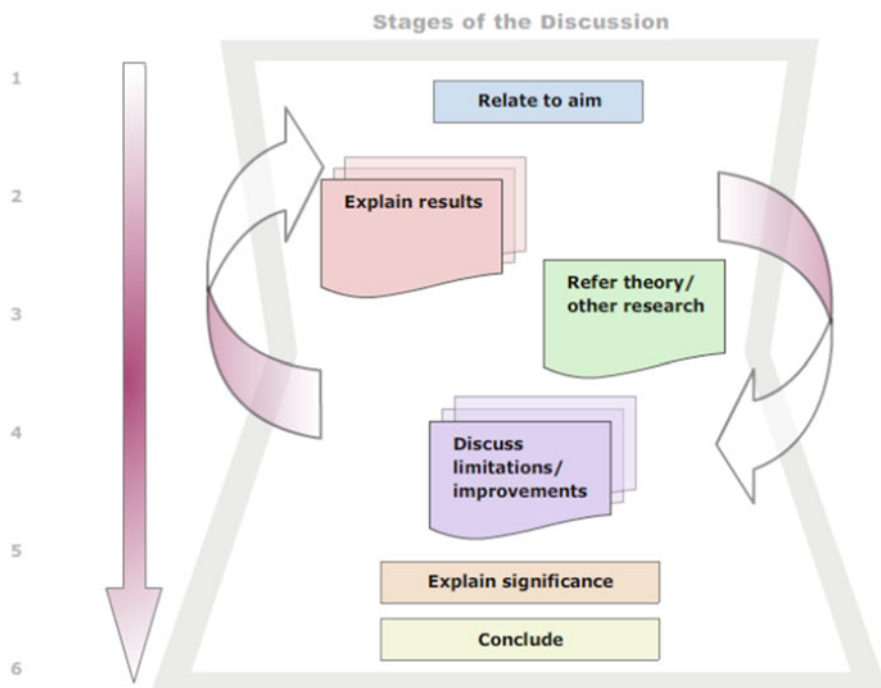 Stages of the Discussion
1
Relate to aim
2
Explain results
Refer theory/
other research
3
4
Discuss
limitations/
improvements
5
Explain significance
Conclude
6